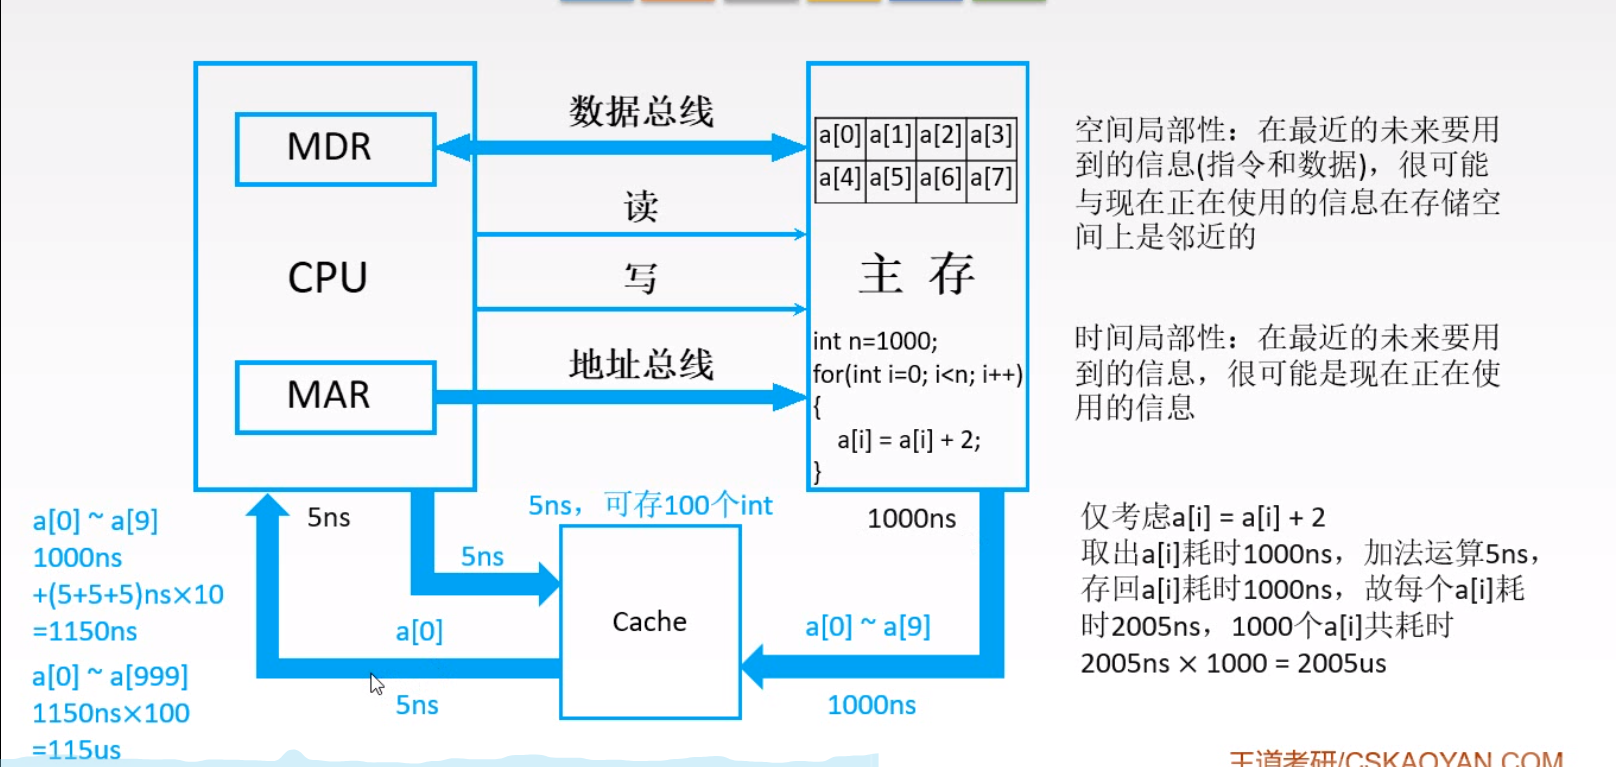 数据总线
MDR
a[0] a[1] a[2] a[3]
a[4] a[5] a[6] a[7]
读
CPU
写
主 存
地址总线
MAR
int n=1000;
for(int i=0; i<n; i++)
{
a[i] = a[i] + 2;
}
空间局部性：在最近的未来要用
到的信息(指令和数据)，很可能
与现在正在使用的信息在存储空
间上是邻近的
时间局部性：在最近的未来要用
到的信息，很可能是现在正在使
用的信息
a[0] ~ a[9]
1000ns
+(5+5+5)ns×10
=1150ns
a[0] ~ a[999]
1150ns×100
=115us
5ns
5ns
5ns，可存100个int
Cache
a[0]
5ns
1000ns
a[0] ~ a[9]
1000ns
仅考虑a[i] = a[i] + 2
取出a[i]耗时1000ns，加法运算5ns，
存回a[i]耗时1000ns，故每个a[i]耗
时2005ns，1000个a[i]共耗时
2005ns × 1000 = 2005us
王道考研/CSKAOYAN.COM